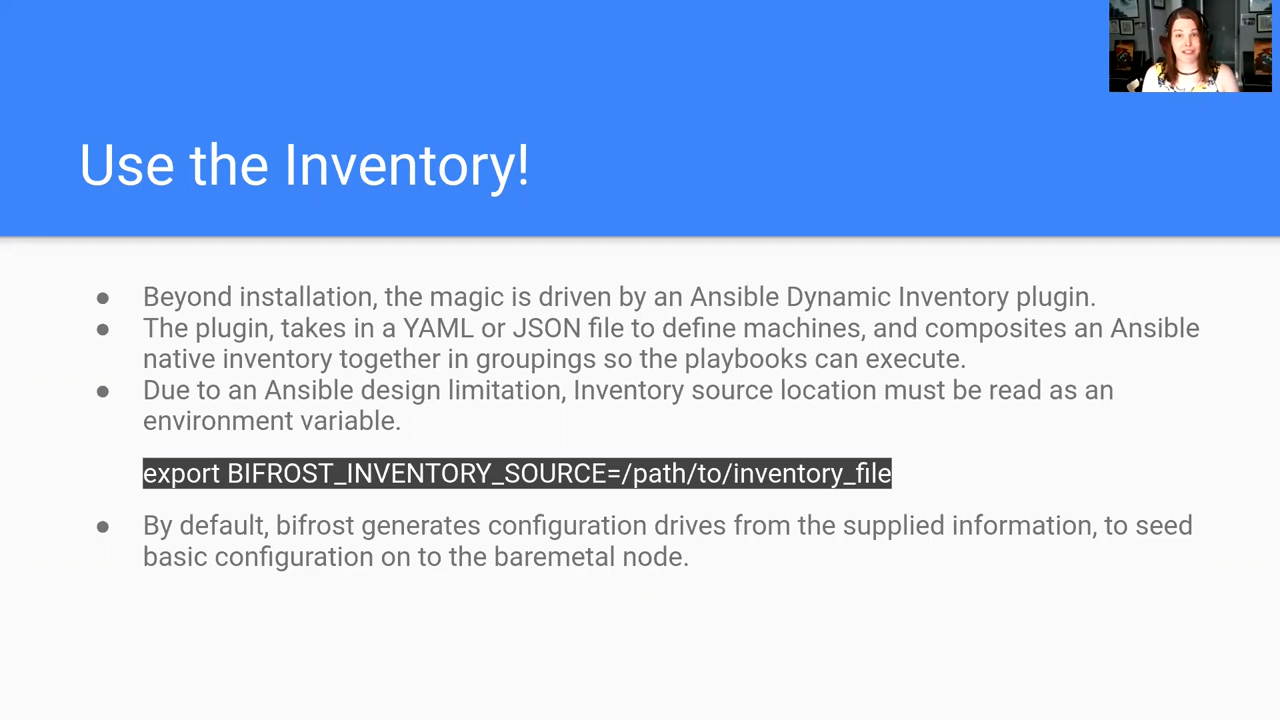 Use the Inventory!
● Beyond installation, the magic is driven by an Ansible Dynamic Inventory plugin.
● The plugin, takes in a YAML or JSON file to define machines, and composites an Ansible
native inventory together in groupings so the playbooks can execute.
● Due to an Ansible design limitation, Inventory source location must be read as an
environment variable.
export BIFROST_INVENTORY_SOURCE=/path/to/inventory_file
● By default, bifrost generates configuration drives from the supplied information, to seed
basic configuration on to the baremetal node.